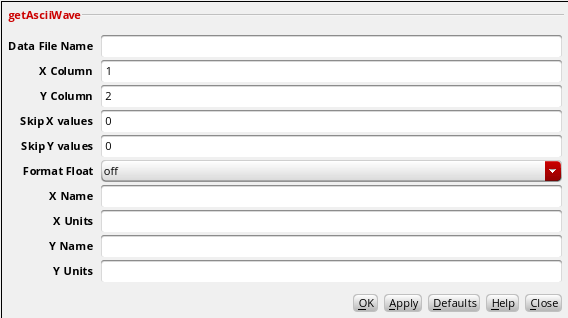 getAsciiWave
Data File Name
X Column 1
Y Column 2
Skip X values 0
Skip Y values 0
Format Float off
X Name
X Units
Y Name
Y Units
OK Apply Defaults Help Close